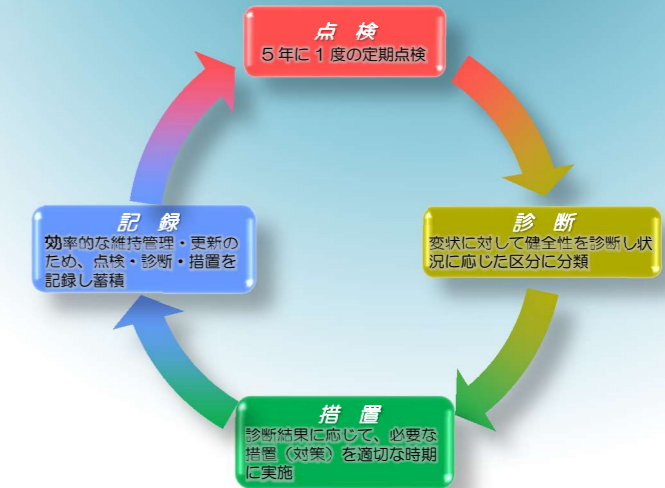 点 検
5年に1度の定期点検
診 断
変状に対して健全性を診断し状
況に応じた区分に分類
措 置
診断結果に応じて、必要な
措置（対策）を適切な時期
に実施
記 録
効率的な維持管理・更新の
ため、点検・診断・措置を
記録し蓄積